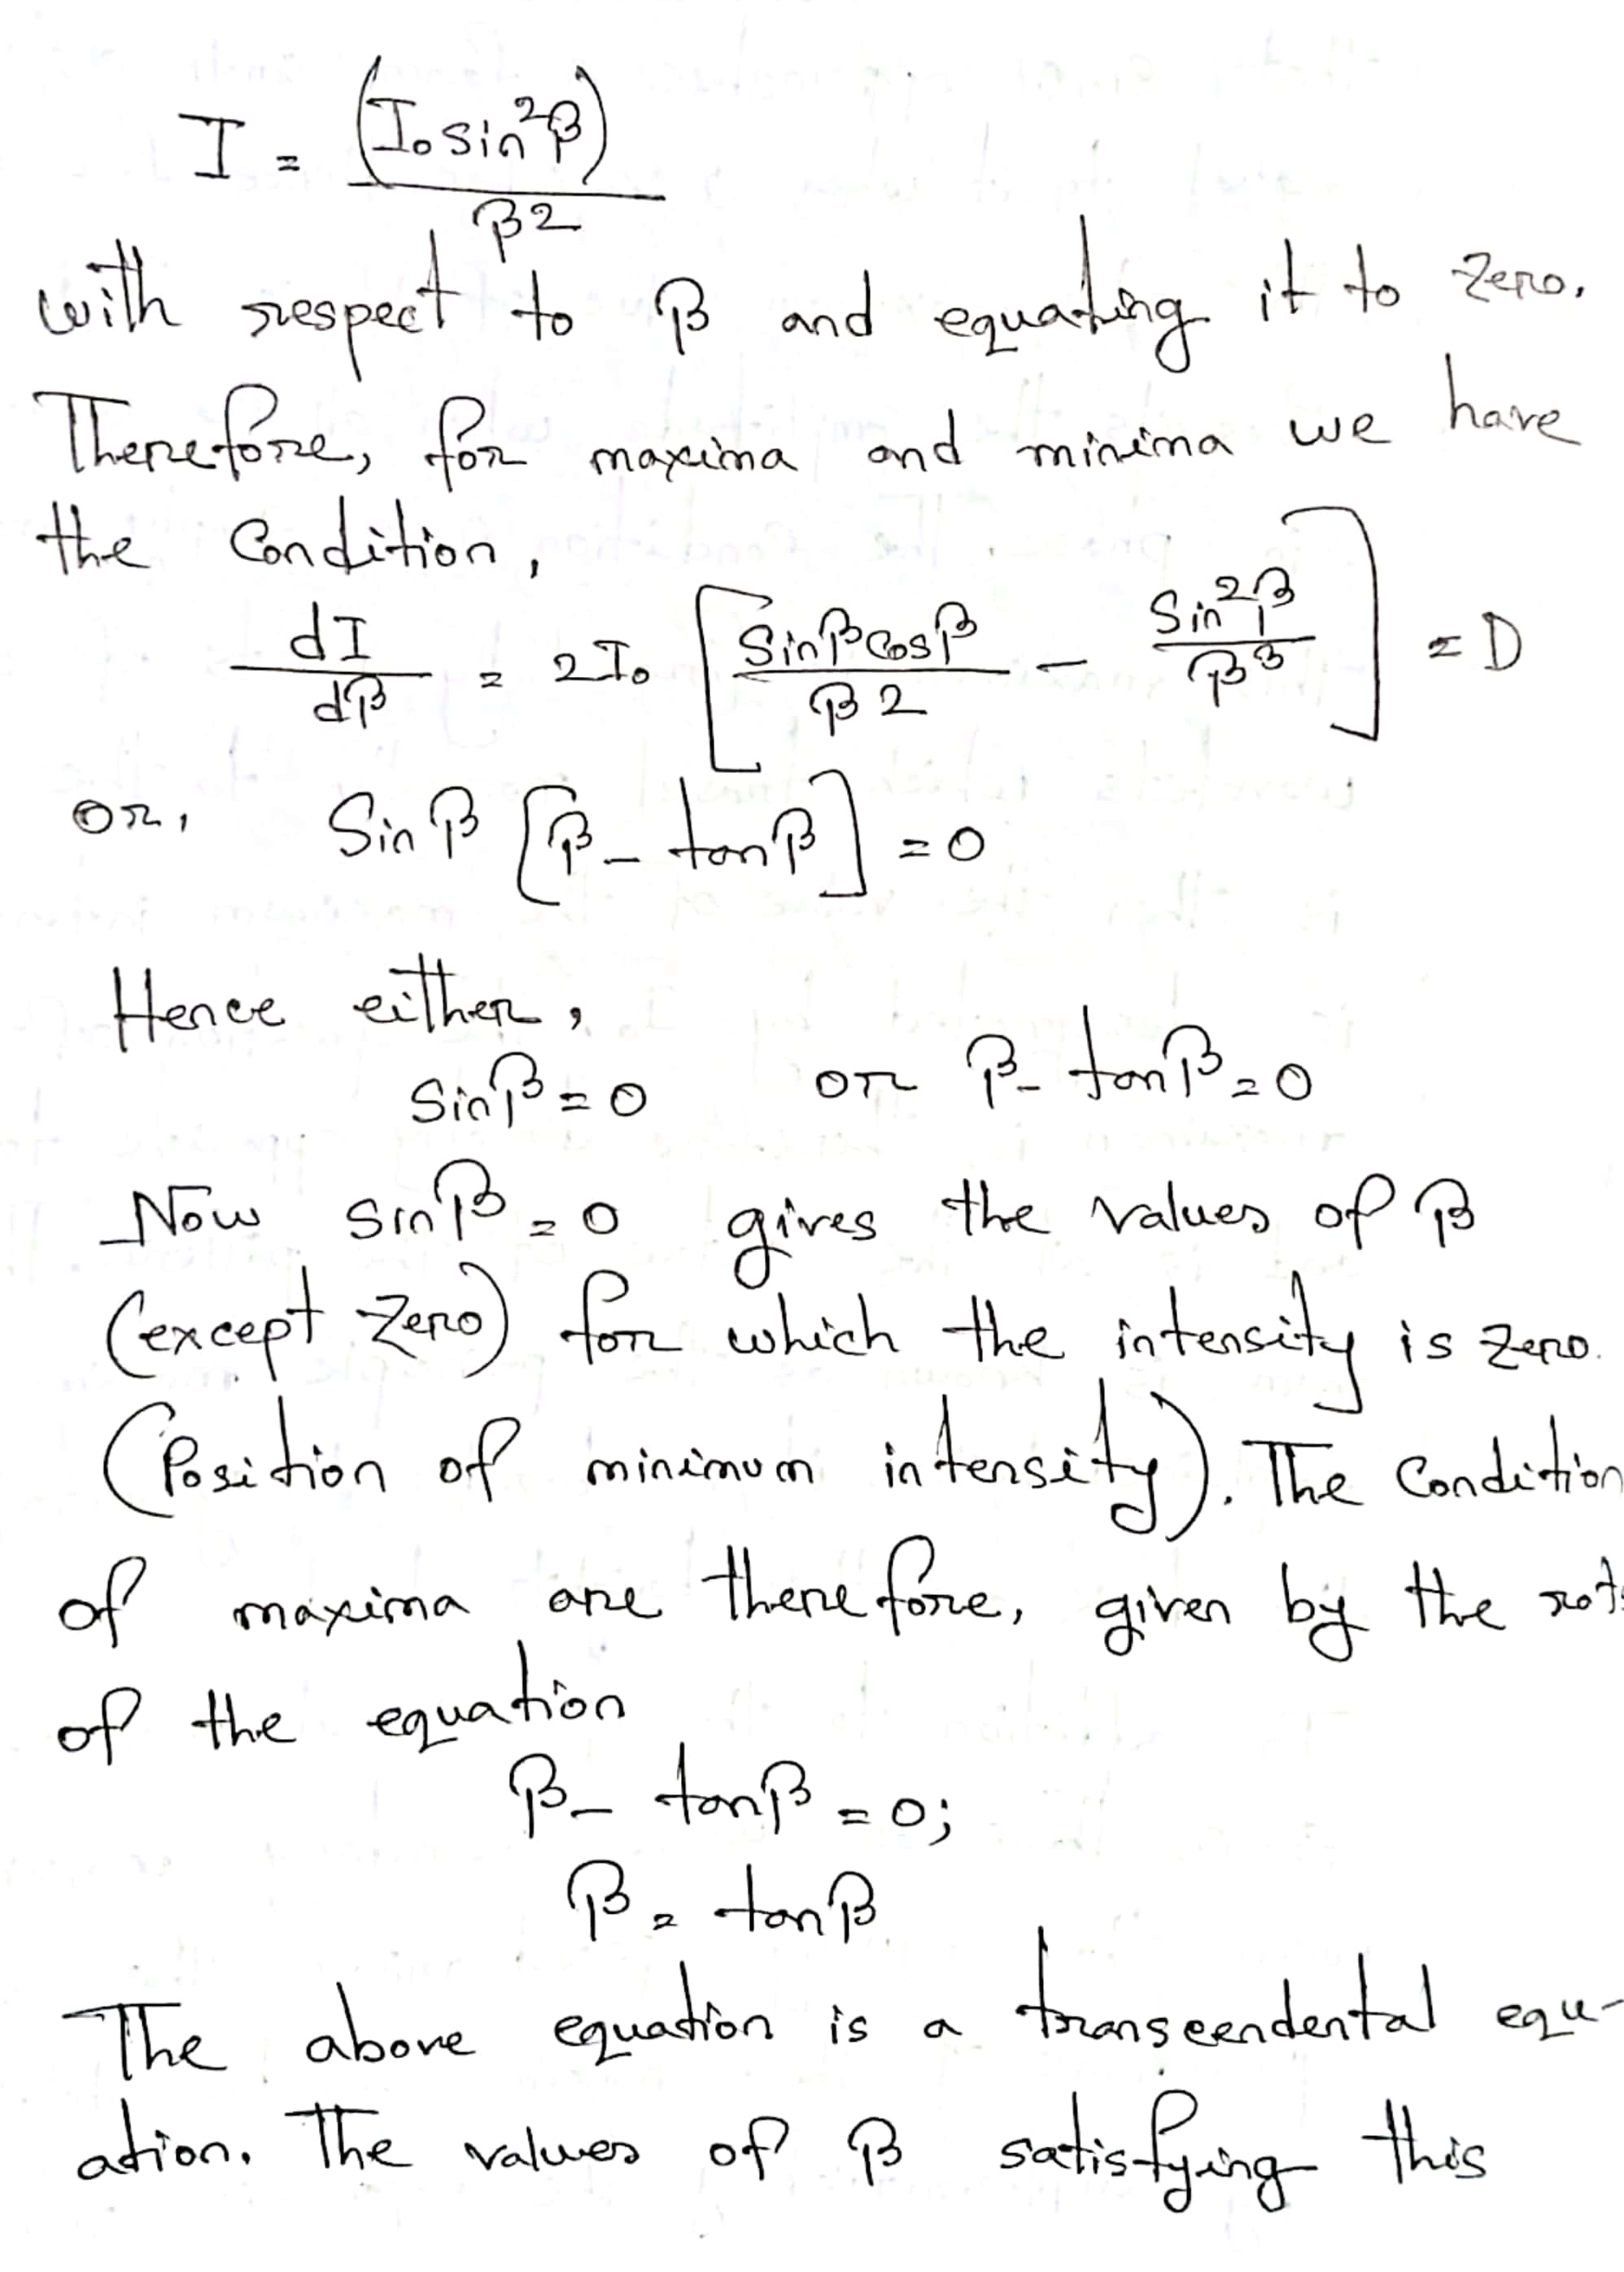 I = (I₀ sin²β) / β2
with respect to β and equating it to zero.
Therefore, for maxima and minima we have
the Condition,
dI/dβ = 2I₀ [Sinβ Cosβ / β2 - Sin²β / β³] = D
or, Sin β [β - tanβ] = 0
Hence either,
Sinβ = 0 or β - tanβ = 0
Now sinβ = 0 gives the values of β
(except zero) for which the intensity is zero.
(Position of minimum intensity). The Condition
of maxima are therefore, given by the
of the equation
β - tanβ = 0;
β = tanβ
The above equation is a transcendental equ-
ation. The values of β satisfying this